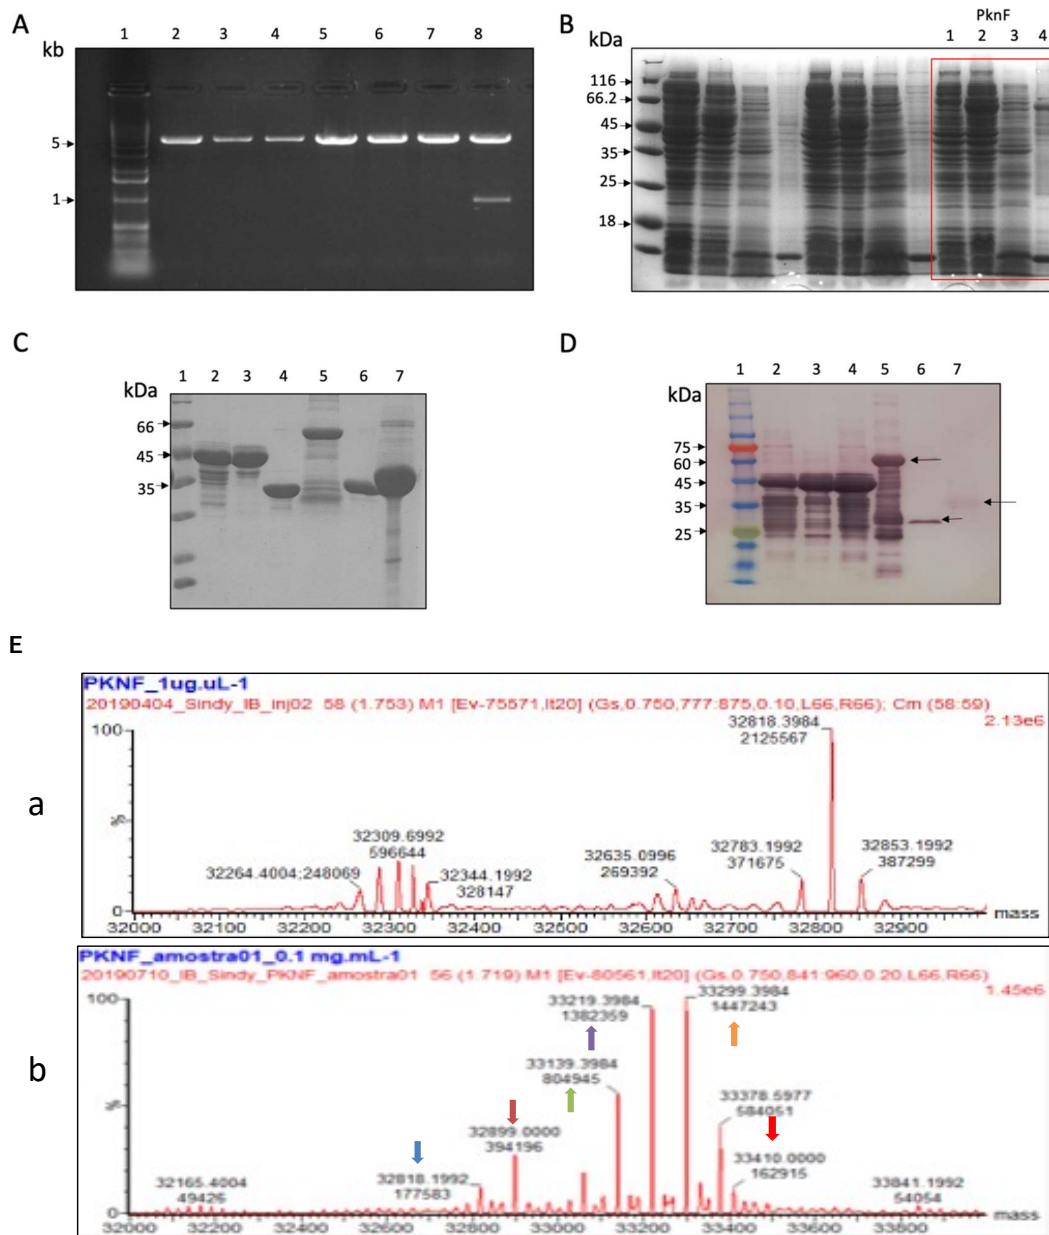 A
1 2 3 4 5 6 7 8
kb
5
1
B
PknF
kDa
1 2 3 4
116
66.2
45
35
25
18
C
1 2 3 4 5 6 7
kDa
66
45
35
D
1 2 3 4 5 6 7
kDa
75
60
45
35
25
E
a
PKNF_1ug.uL-1
20190404_Sindy_IB_inj02 58 (1.753) M1 [Ev-75571,It20] (Gs,0.750,777:875,0.10,L66,R66); Cm (58:59)
2.13e6
100
%
0
32818.3984
2125567
32309.6992
596644
32264.4004;248069
32344.1992
328147
32635.0996
269392
32783.1992
371675
32853.1992
387299
32000 32100 32200 32300 32400 32500 32600 32700 32800 32900
mass
b
PKNF_amostra01_0.1 mg.mL-1
20190710_IB_Sindy_PKNF_amostra01 56 (1.719) M1 [Ev-80561,It20] (Gs,0.750,841:960,0.20,L66,R66)
1.45e6
100
%
0
33299.3984
1447243
33219.3984
1382359
33139.3984
804945
32899.0000
394196
32818.1992
177583
32165.4004
49426
33378.5977
584051
33410.0000
162915
33841.1992
54054
32000 32200 32400 32600 32800 33000 33200 33400 33600 33800
mass